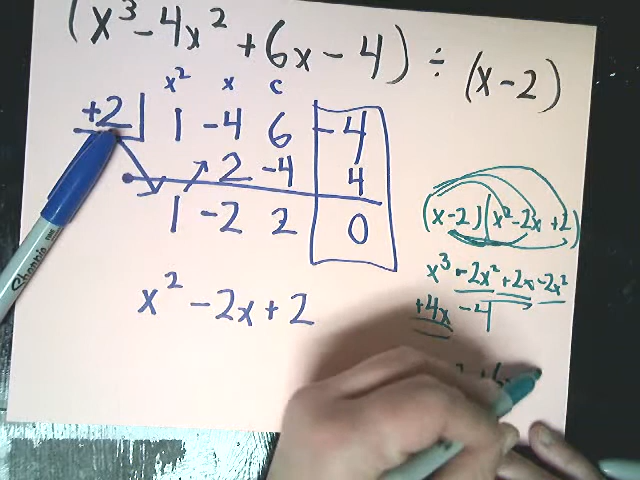 (x³ - 4x² + 6x - 4) ÷ (x - 2)
x² x c
+2 1 -4 6 -4
2 -4 4
1 -2 2 0
x² - 2x + 2
(x-2)(x²-2x+2)
x³ -2x² +2x -2x²
+4x -4
Sharpie